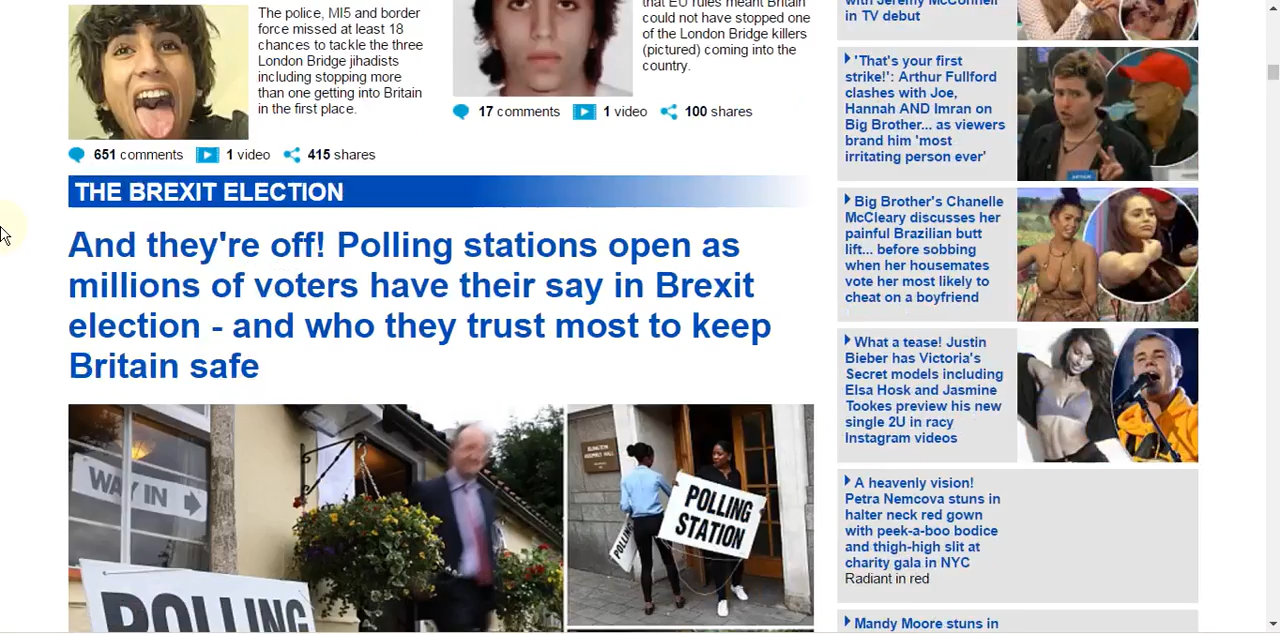 The police, MI5 and border
force missed at least 18
chances to tackle the three
London Bridge jihadists
including stopping more
than one getting into Britain
in the first place.
651 comments 1 video 415 shares
that EU rules meant Britain
could not have stopped one
of the London Bridge killers
(pictured) coming into the
country.
17 comments 1 video 100 shares
THE BREXIT ELECTION
And they're off! Polling stations open as
millions of voters have their say in Brexit
election - and who they trust most to keep
Britain safe
WAY IN
POLLING
POLLING
STATION
with Jeremy McConnell
in TV debut
'That's your first
strike!': Arthur Fullford
clashes with Joe,
Hannah AND Imran on
Big Brother... as viewers
brand him 'most
irritating person ever'
Big Brother's Chanelle
McCleary discusses her
painful Brazilian butt
lift... before sobbing
when her housemates
vote her most likely to
cheat on a boyfriend
What a tease! Justin
Bieber has Victoria's
Secret models including
Elsa Hosk and Jasmine
Tookes preview his new
single 2U in racy
Instagram videos
A heavenly vision!
Petra Nemcova stuns in
halter neck red gown
with peek-a-boo bodice
and thigh-high slit at
charity gala in NYC
Radiant in red
Mandy Moore stuns in